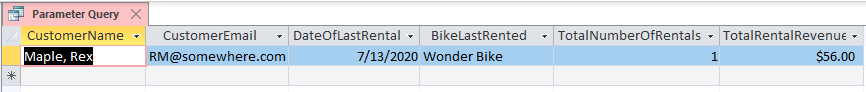 Parameter Query
CustomerName CustomerEmail DateOfLastRental BikeLastRented TotalNumberOfRentals TotalRentalRevenue
Maple, Rex RM@somewhere.com 7/13/2020 Wonder Bike 1 $56.00